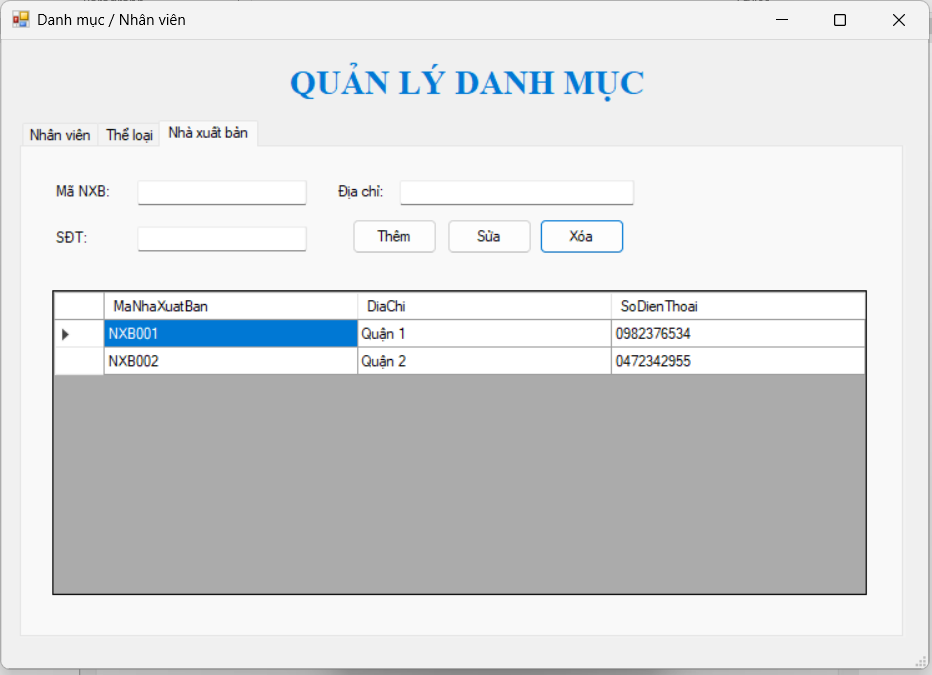 Danh mục / Nhân viên
QUẢN LÝ DANH MỤC
Nhân viên Thể loại Nhà xuất bản
Mã NXB: Địa chỉ:
SĐT: Thêm Sửa Xóa
MaNhaXuatBan DiaChi SoDienThoai
NXB001 Quận 1 0982376534
NXB002 Quận 2 0472342955